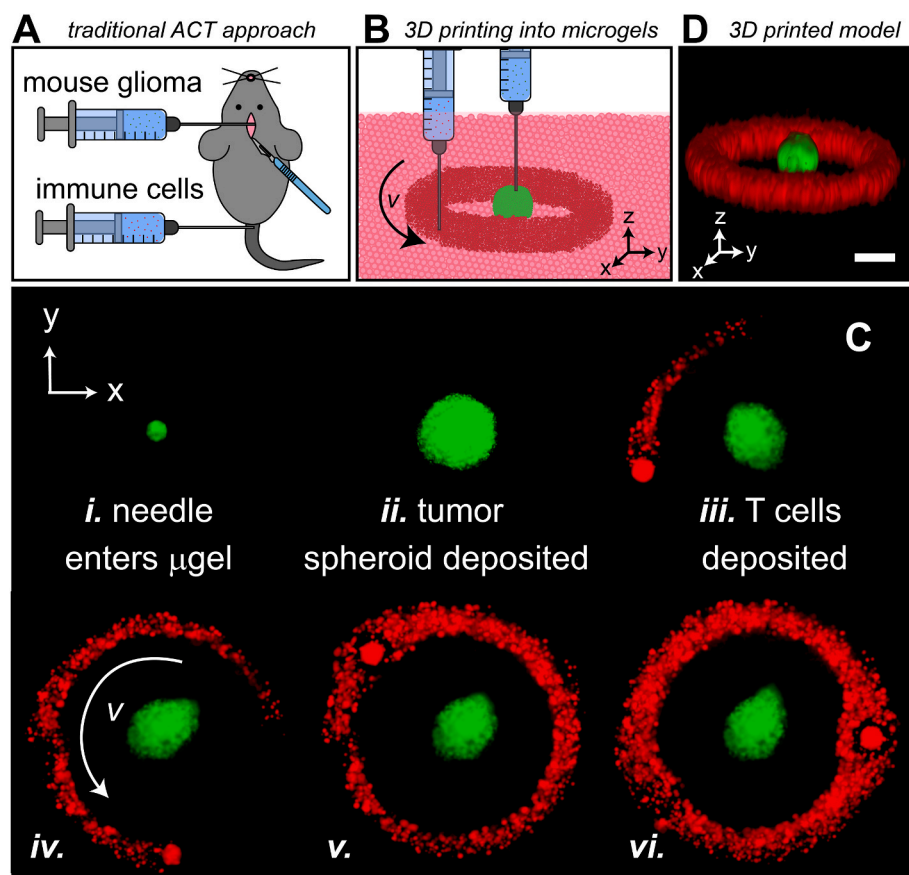 A traditional ACT approach
mouse glioma
immune cells
B 3D printing into microgels
v
z
y
x
D 3D printed model
z
y
x
C
y
x
i. needle
enters μgel
ii. tumor
spheroid deposited
iii. T cells
deposited
v
iv.
v.
vi.